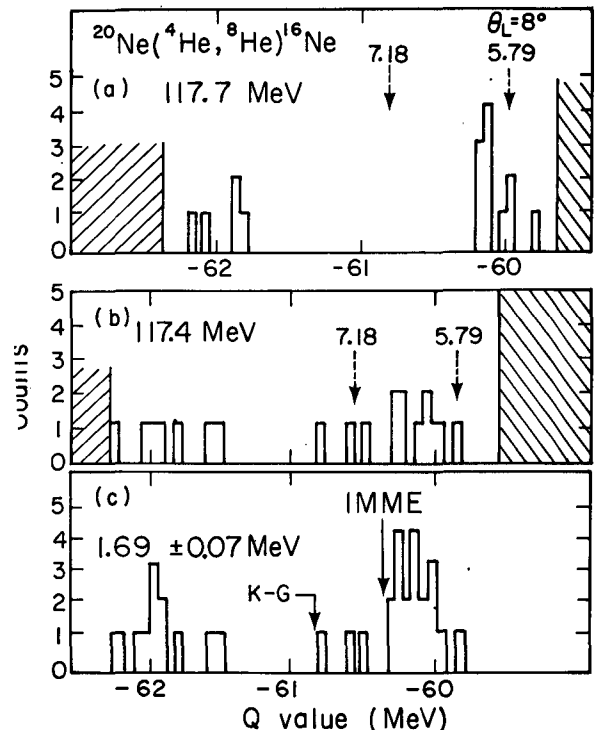 ²⁰Ne(⁴He, ⁸He)¹⁶Ne
θL=8°
7.18 5.79
(a) 117.7 MeV
5
4
3
2
1
0
-62 -61 -60
(b) 117.4 MeV
7.18 5.79
5
4
3
2
1
0
(c)
IMME
1.69 ±0.07 MeV
K-G
5
4
3
2
1
0
-62 -61 -60
Q value (MeV)